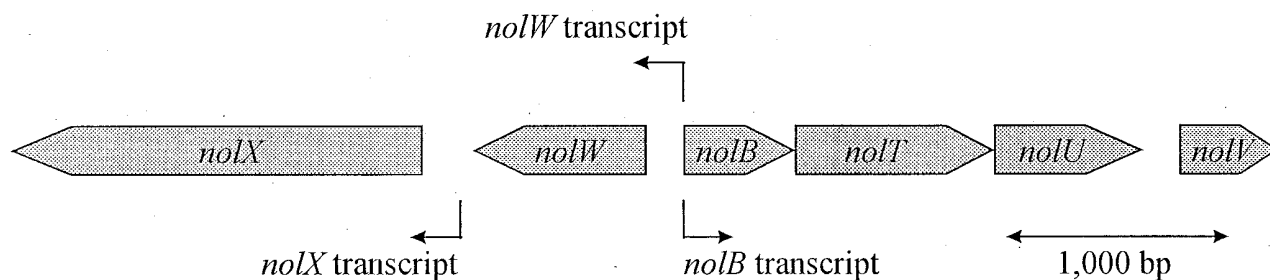 nolW transcript
nolX nolW nolB nolT nolU nolV
nolX transcript nolB transcript 1,000 bp